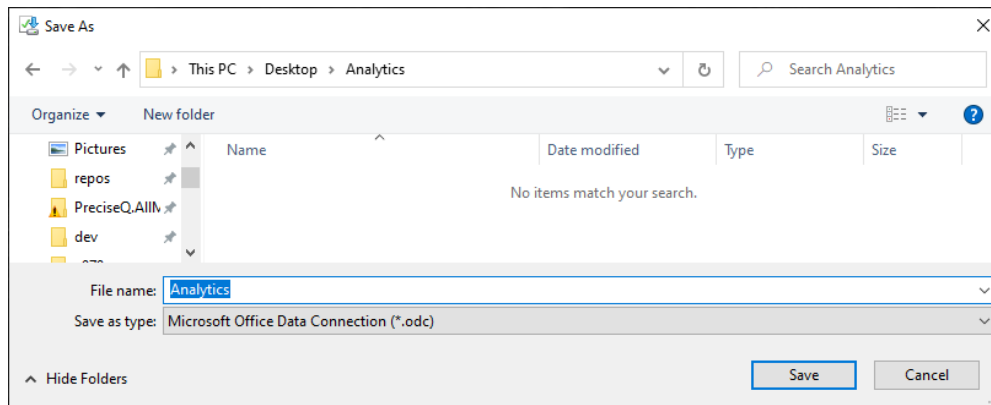 Save As
This PC > Desktop > Analytics
Search Analytics
Organize
New folder
Name
Date modified
Type
Size
Pictures
repos
PreciseQ.AllM
dev
No items match your search.
File name: Analytics
Save as type: Microsoft Office Data Connection (*.odc)
Hide Folders
Save
Cancel